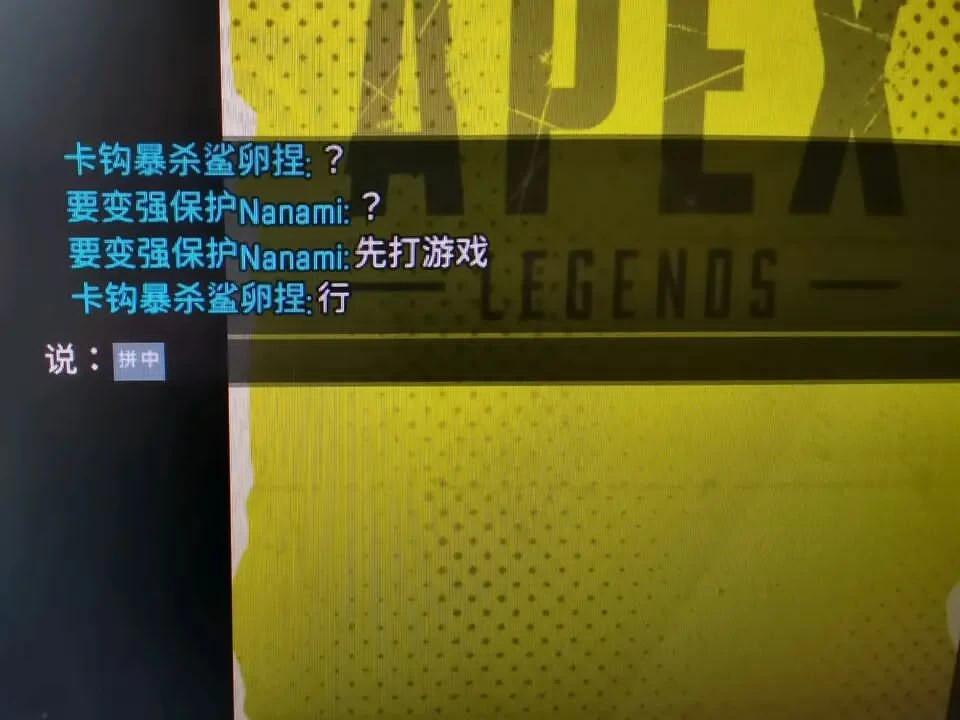 APEX
卡钩暴杀鲨卵捏: ?
要变强保护Nanami: ?
要变强保护Nanami:先打游戏
LEGENDS
卡钩暴杀鲨卵捏:行
说：拼中